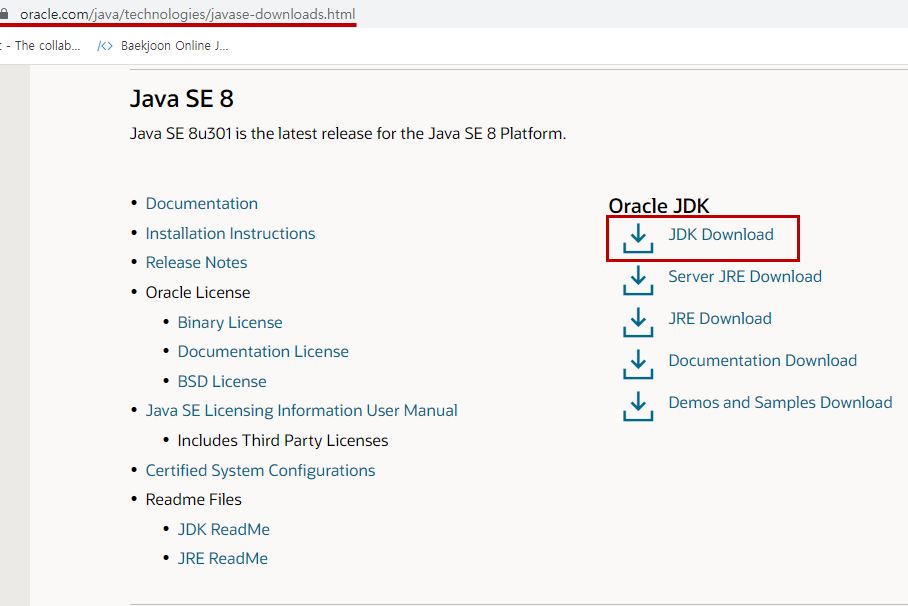 oracle.com/java/technologies/javase-downloads.html
- The collab...
</> Baekjoon Online J...
Java SE 8
Java SE 8u301 is the latest release for the Java SE 8 Platform.
Documentation
Installation Instructions
Release Notes
Oracle License
Binary License
Documentation License
BSD License
Java SE Licensing Information User Manual
Includes Third Party Licenses
Certified System Configurations
Readme Files
JDK ReadMe
JRE ReadMe
Oracle JDK
JDK Download
Server JRE Download
JRE Download
Documentation Download
Demos and Samples Download